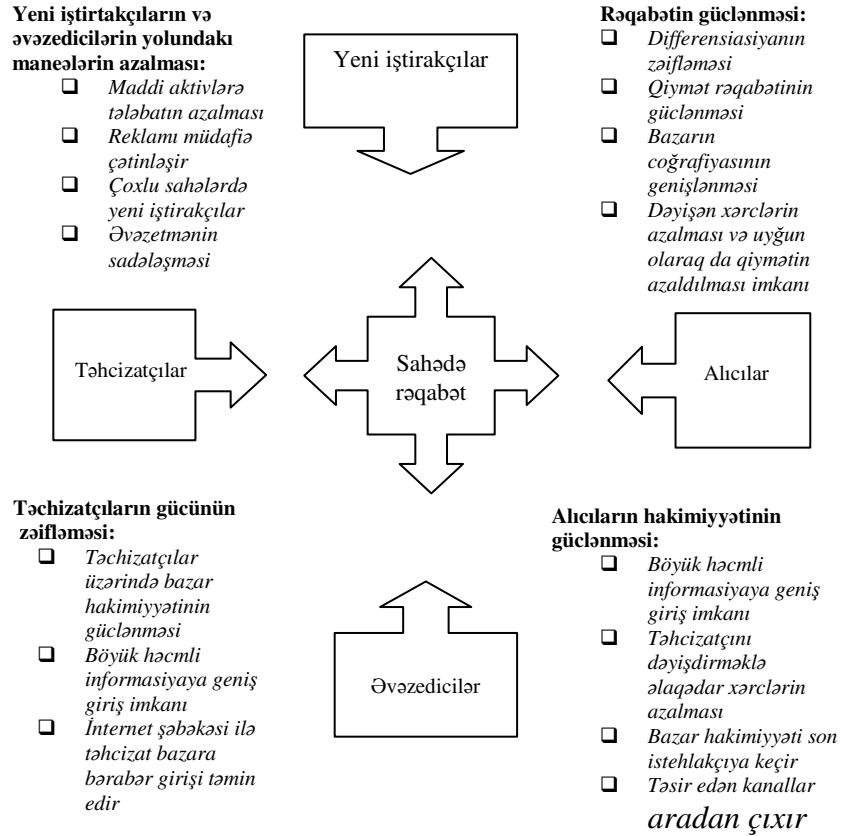 Yeni iştirtakçıların və
əvəzedicilərin yolundakı
maneələrin azalması:
Maddi aktivlərə
tələbatın azalması
Reklamı müdafiə
çətinləşir
Çoxlu sahələrdə
yeni iştirakçılar
Əvəzetmənin
sadələşməsi
Yeni iştirakçılar
Rəqabətin güclənməsi:
Differensiasiyanın
zəifləməsi
Qiymət rəqabətinin
güclənməsi
Bazarın
coğrafiyasının
genişlənməsi
Dəyişən xərclərin
azalması və uyğun
olaraq da qiymətin
azaldılması imkanı
Təhcizatçılar
Sahədə
rəqabət
Alıcılar
Təchizatçıların gücünün
zəifləməsi:
Təchizatçılar
üzərində bazar
hakimiyyətinin
güclənməsi
Böyük həcmli
informasiyaya geniş
giriş imkanı
İnternet şəbəkəsi ilə
təhcizat bazara
bərabər girişi təmin
edir
Əvəzedicilər
Alıcıların hakimiyyətinin
güclənməsi:
Böyük həcmli
informasiyaya geniş
giriş imkanı
Təhcizatçını
dəyişdirməklə
əlaqədar xərclərin
azalması
Bazar hakimiyyəti son
istehlakçıya keçir
Təsir edən kanallar
aradan çıxır